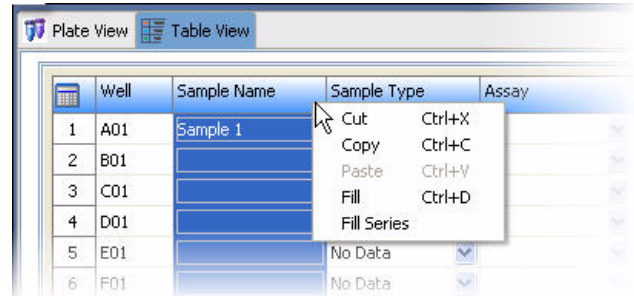 Plate View Table View
Well Sample Name Sample Type Assay
1 A01 Sample 1
Cut Ctrl+X
Copy Ctrl+C
2 B01
Paste Ctrl+V
3 C01
Fill Ctrl+D
4 D01
Fill Series
5 E01 No Data
6 F01 No Data